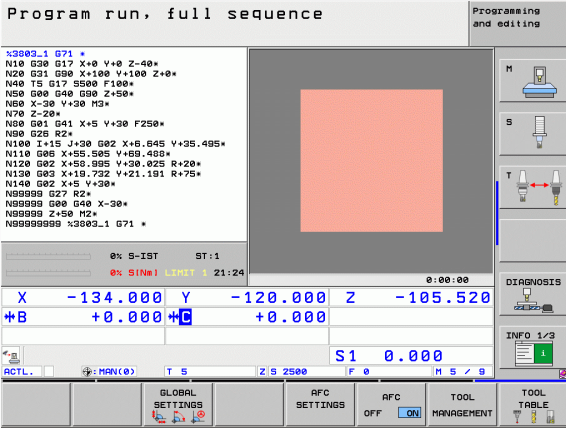 Program run, full sequence
Programming
and editing
%3803_1 G71 *
N10 G30 G17 X+0 Y+0 Z-40*
N20 G31 G90 X+100 Y+100 Z+0*
N40 T5 G17 S500 F100*
N50 G00 G40 G90 Z+50*
N60 X-30 Y+30 M3*
N70 Z-20*
N80 G01 G41 X+5 Y+30 F250*
N90 G26 R2*
N100 I+15 J+30 G02 X+6.645 Y+35.495*
N110 G06 X+55.505 Y+69.488*
N120 G02 X+58.995 Y+30.025 R+20*
N130 G03 X+19.732 Y+21.191 R+75*
N140 G02 X+5 Y+30*
N99999 G27 R2*
N99999 G00 G40 X-30*
N99999 Z+50 M2*
N99999999 %3803_1 G71 *
M
S
T
0% S-IST ST:1
0% S[Nm] LIMIT 1 21:24
0:00:00
X -134.000 Y -120.000 Z -105.520
B +0.000 C +0.000
S1 0.000
ACTL. :MAN(0) T 5 Z S 2500 F 0 M 5 / 9
DIAGNOSIS
INFO 1/3
i
GLOBAL
SETTINGS
AFC
SETTINGS
AFC
OFF ON
TOOL
MANAGEMENT
TOOL
TABLE